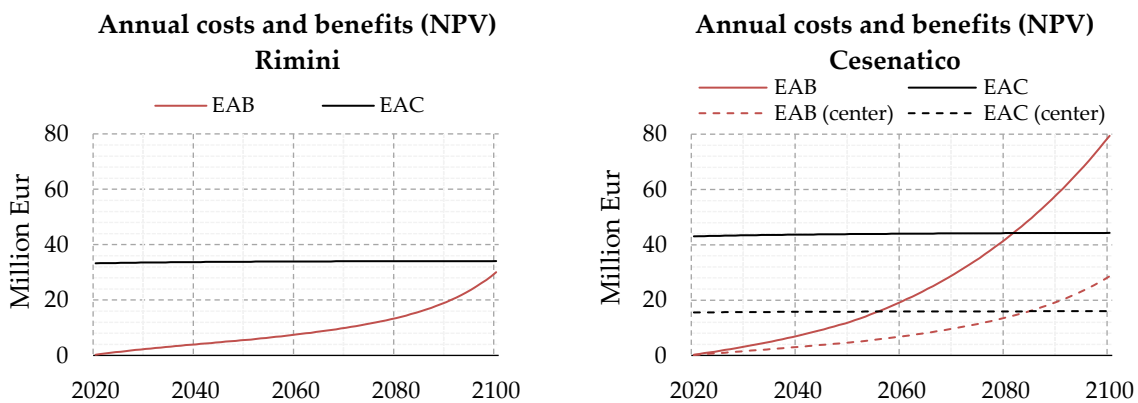 Annual costs and benefits (NPV)
Rimini
EAB EAC
80
60
40
20
0
Million Eur
2020 2040 2060 2080 2100
Annual costs and benefits (NPV)
Cesenatico
EAB EAC
EAB (center) EAC (center)
80
60
40
20
0
Million Eur
2020 2040 2060 2080 2100